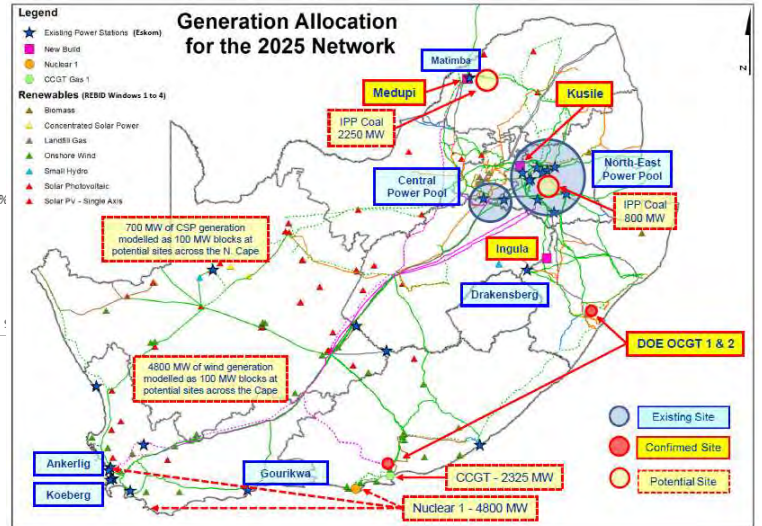 Legend
Existing Power Stations (Eskom)
New Build
Nuclear 1
CCGT Gas 1
Renewables (REBID Windows 1 to 4)
Biomass
Concentrated Solar Power
Landfill Gas
Onshore Wind
Small Hydro
Solar Photovoltaic
Solar PV - Single Axis
Generation Allocation
for the 2025 Network
Z
%
Matimba
Medupi
IPP Coal
2250 MW
Kusile
Central
Power Pool
North-East
Power Pool
IPP Coal
800 MW
700 MW of CSP generation
modelled as 100 MW blocks at
potential sites across the N. Cape
Ingula
Drakensberg
DOE OCGT 1 & 2
4800 MW of wind generation
modelled as 100 MW blocks at
potential sites across the Cape
Existing Site
Confirmed Site
Potential Site
Ankerlig
Koeberg
Gourikwa
CCGT - 2325 MW
Nuclear 1 - 4800 MW